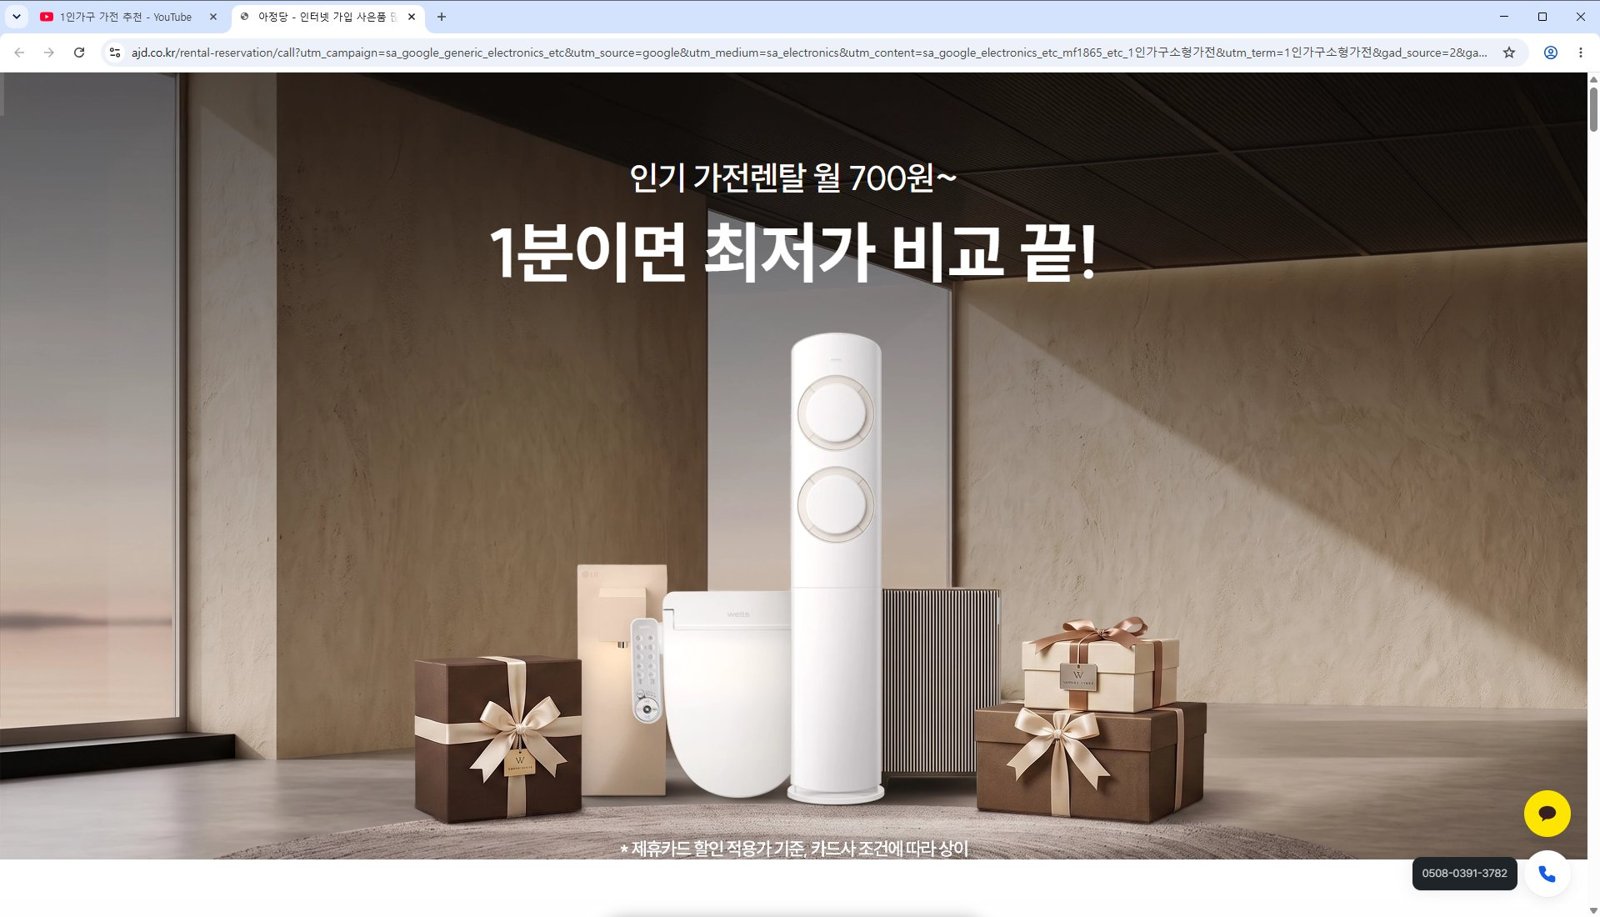 1인가구 가전 추천 - YouTube
아정당 - 인터넷 가입 사은품
ajd.co.kr/rental-reservation/call?utm_campaign=sa_google_generic_electronics_etc&utm_source=google&utm_medium=sa_electronics&utm_content=sa_google_electronics_etc_mf1865_etc_1인가구소형가전&utm_term=1인가구소형가전&gad_source=2&ga...
인기 가전렌탈 월 700원~
1분이면 최저가 비교 끝!
LG
wells
W
W
* 제휴카드 할인 적용가 기준, 카드사 조건에 따라 상이
0508-0391-3782